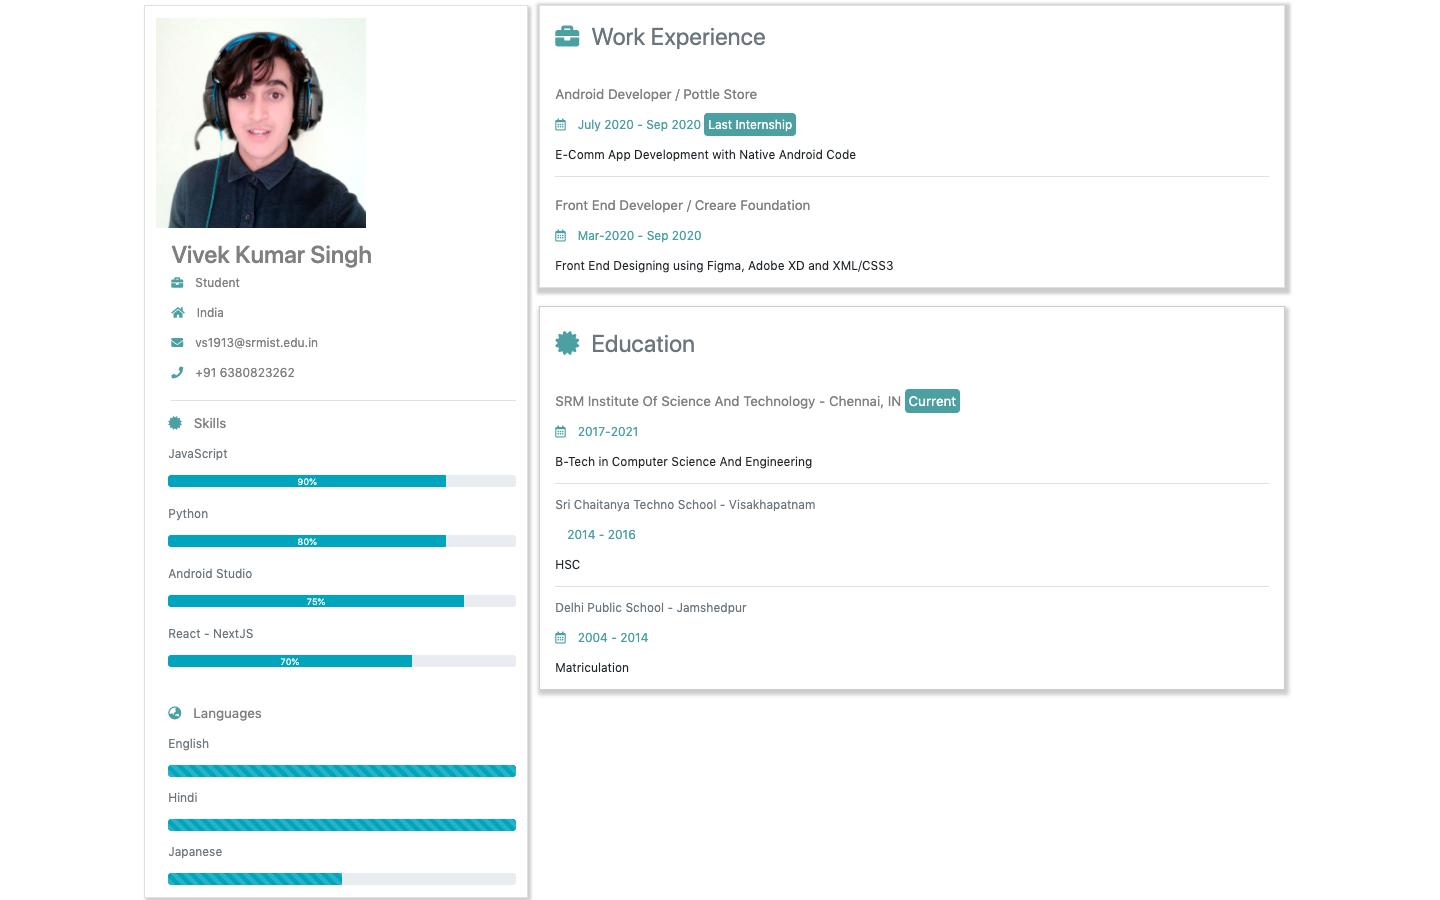 Vivek Kumar Singh
Student
India
vs1913@srmist.edu.in
+91 6380823262
Skills
JavaScript
90%
Python
80%
Android Studio
75%
React - NextJS
70%
Languages
English
Hindi
Japanese
Work Experience
Android Developer / Pottle Store
July 2020 - Sep 2020 Last Internship
E-Comm App Development with Native Android Code
Front End Developer / Creare Foundation
Mar-2020 - Sep 2020
Front End Designing using Figma, Adobe XD and XML/CSS3
Education
SRM Institute Of Science And Technology - Chennai, IN Current
2017-2021
B-Tech in Computer Science And Engineering
Sri Chaitanya Techno School - Visakhapatnam
2014 - 2016
HSC
Delhi Public School - Jamshedpur
2004 - 2014
Matriculation